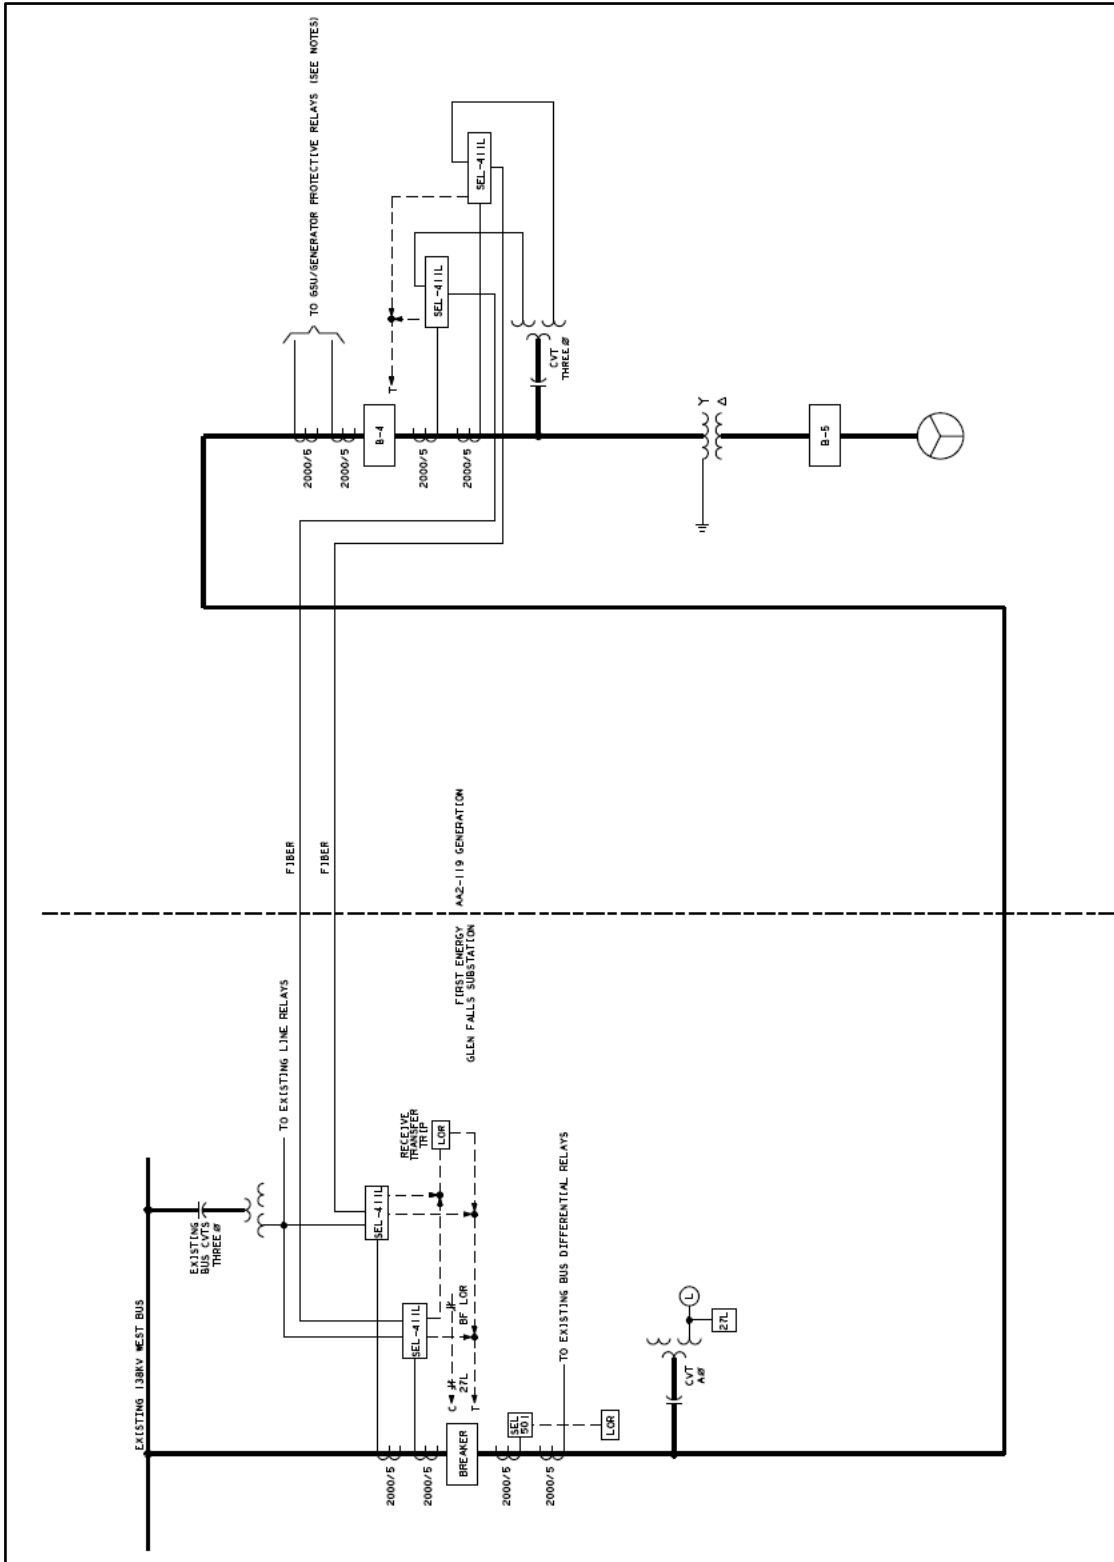 EXISTING 138KV WEST BUS
EXISTING
BUS CVTS
THREE Ø
TO EXISTING LINE RELAYS
2000/5
2000/5
BREAKER
2000/5
2000/5
SEL-411L
SEL-411L
RECEIVE
TRANSFER
TRIP
LOR
C
27L
BF LOR
T
SEL
501
LOR
TO EXISTING BUS DIFFERENTIAL RELAYS
CVT
AØ
L
27L
FIBER
FIBER
FIRST ENERGY
GLEN FALLS SUBSTATION
AA2-119 GENERATION
TO GSU/GENERATOR PROTECTIVE RELAYS (SEE NOTES)
2000/5
2000/5
B-4
2000/5
2000/5
T
SEL-411L
SEL-411L
CVT
THREE Ø
Y
Δ
B-5